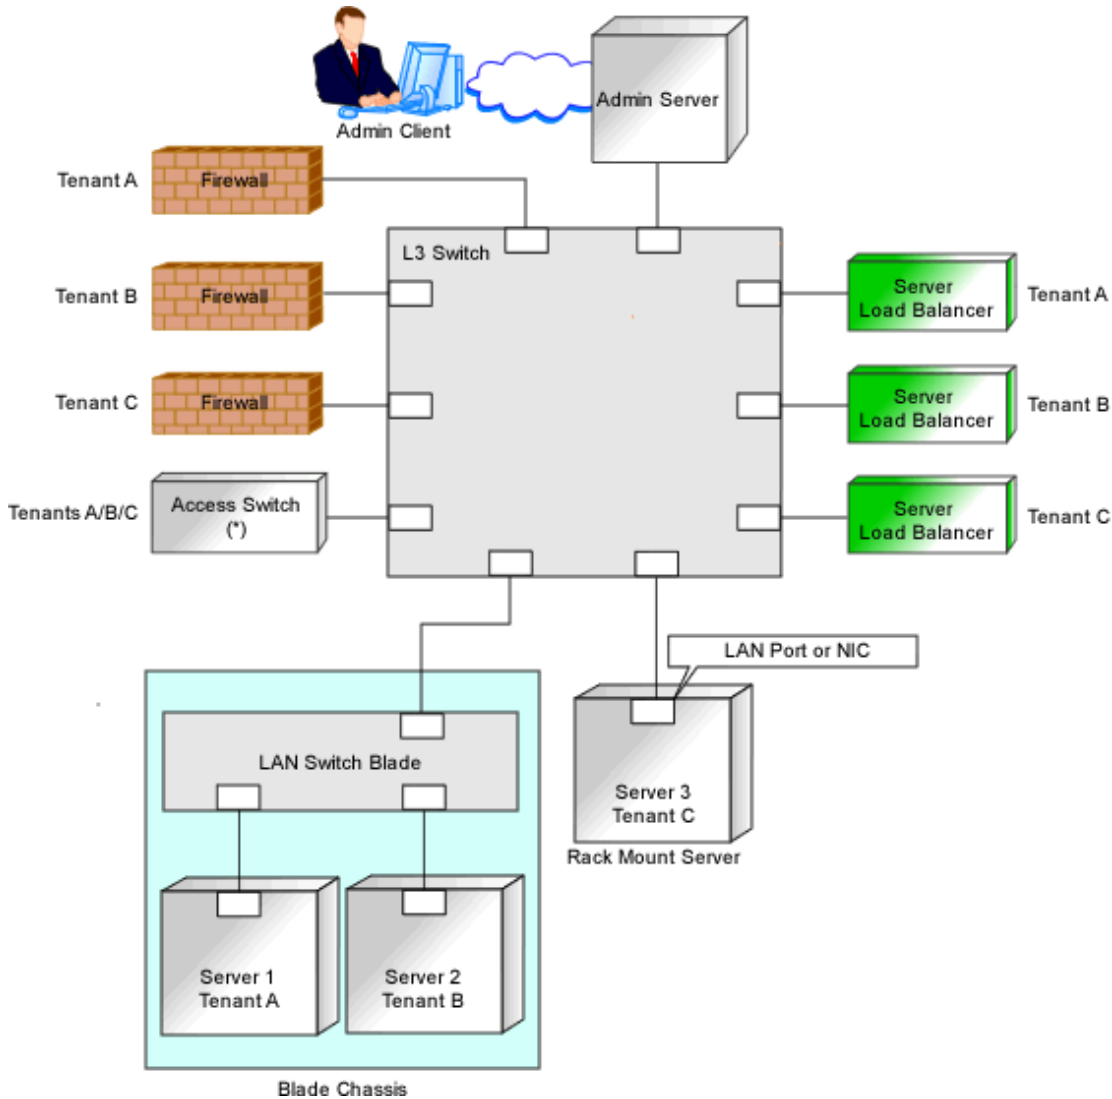 Admin Server
Admin Client
Tenant A
Firewall
L3 Switch
Tenant B
Firewall
Server
Load Balancer
Tenant A
Tenant C
Firewall
Server
Load Balancer
Tenant B
Tenants A/B/C
Access Switch
(*)
Server
Load Balancer
Tenant C
LAN Port or NIC
LAN Switch Blade
Server 3
Tenant C
Rack Mount Server
Server 1
Tenant A
Server 2
Tenant B
Blade Chassis